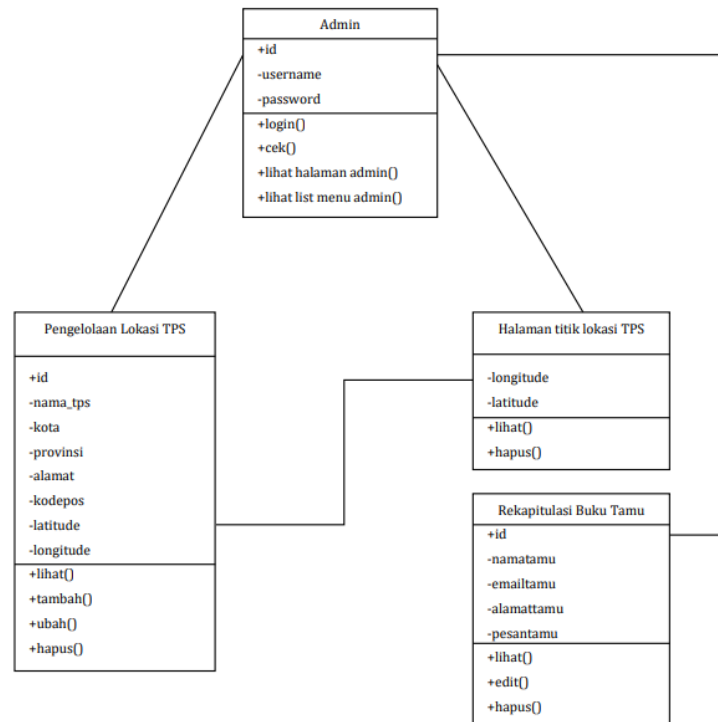 Admin
+id
-username
-password
+login()
+cek()
+lihat halaman admin()
+lihat list menu admin()
Pengelolaan Lokasi TPS
+id
-nama_tps
-kota
-provinsi
-alamat
-kodepos
-latitude
-longitude
+lihat()
+tambah()
+ubah()
+hapus()
Halaman titik lokasi TPS
-longitude
-latitude
+lihat()
+hapus()
Rekapitulasi Buku Tamu
+id
-namatamu
-emailtamu
-alamattamu
-pesantamu
+lihat()
+edit()
+hapus()